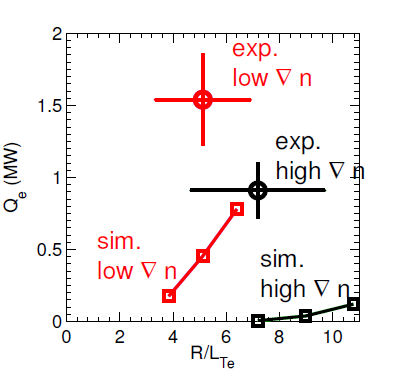 2
1.5
1
0.5
0
Q_e (MW)
exp.
low ∇ n
exp.
high ∇ n
sim.
low ∇ n
sim.
high ∇ n
0 2 4 6 8 10
R/L_Te